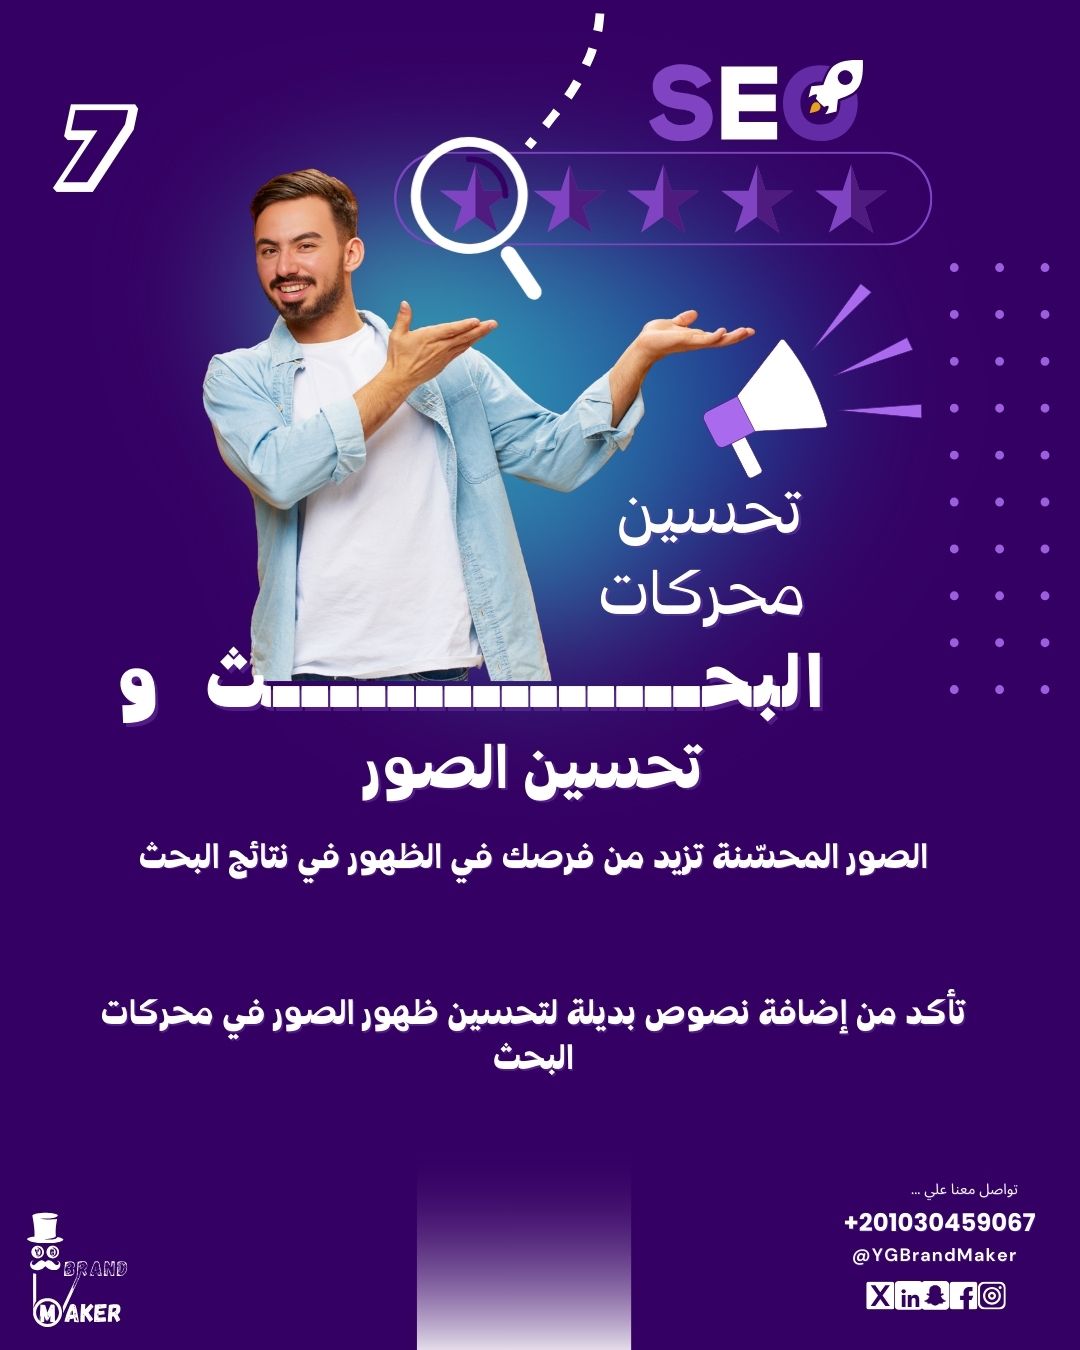 7
SEO
تحسين
محركات
البحـــــــــــــــث و
تحسين الصور
الصور المحسّنة تزيد من فرصك في الظهور في نتائج البحث
تأكد من إضافة نصوص بديلة لتحسين ظهور الصور في محركات
البحث
تواصل معنا علي ...
+201030459067
@YGBrandMaker
BRAND
MAKER